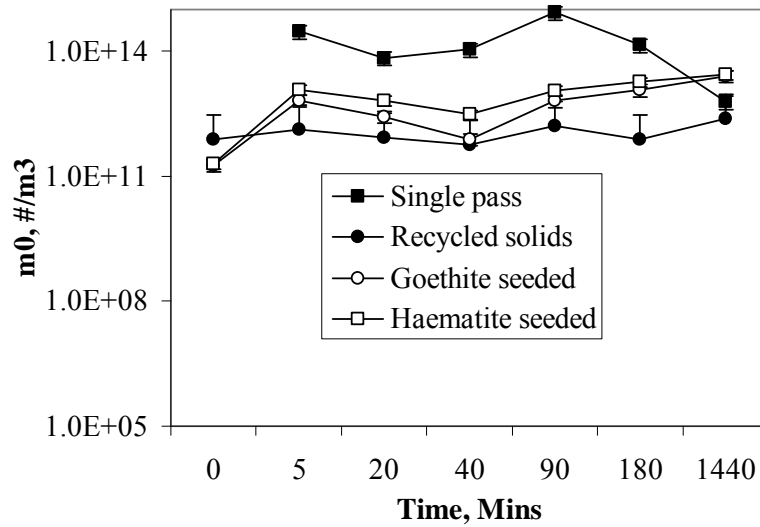 1.0E+14
1.0E+11
1.0E+08
1.0E+05
m0, #/m3
Single pass
Recycled solids
Goethite seeded
Haematite seeded
0 5 20 40 90 180 1440
Time, Mins